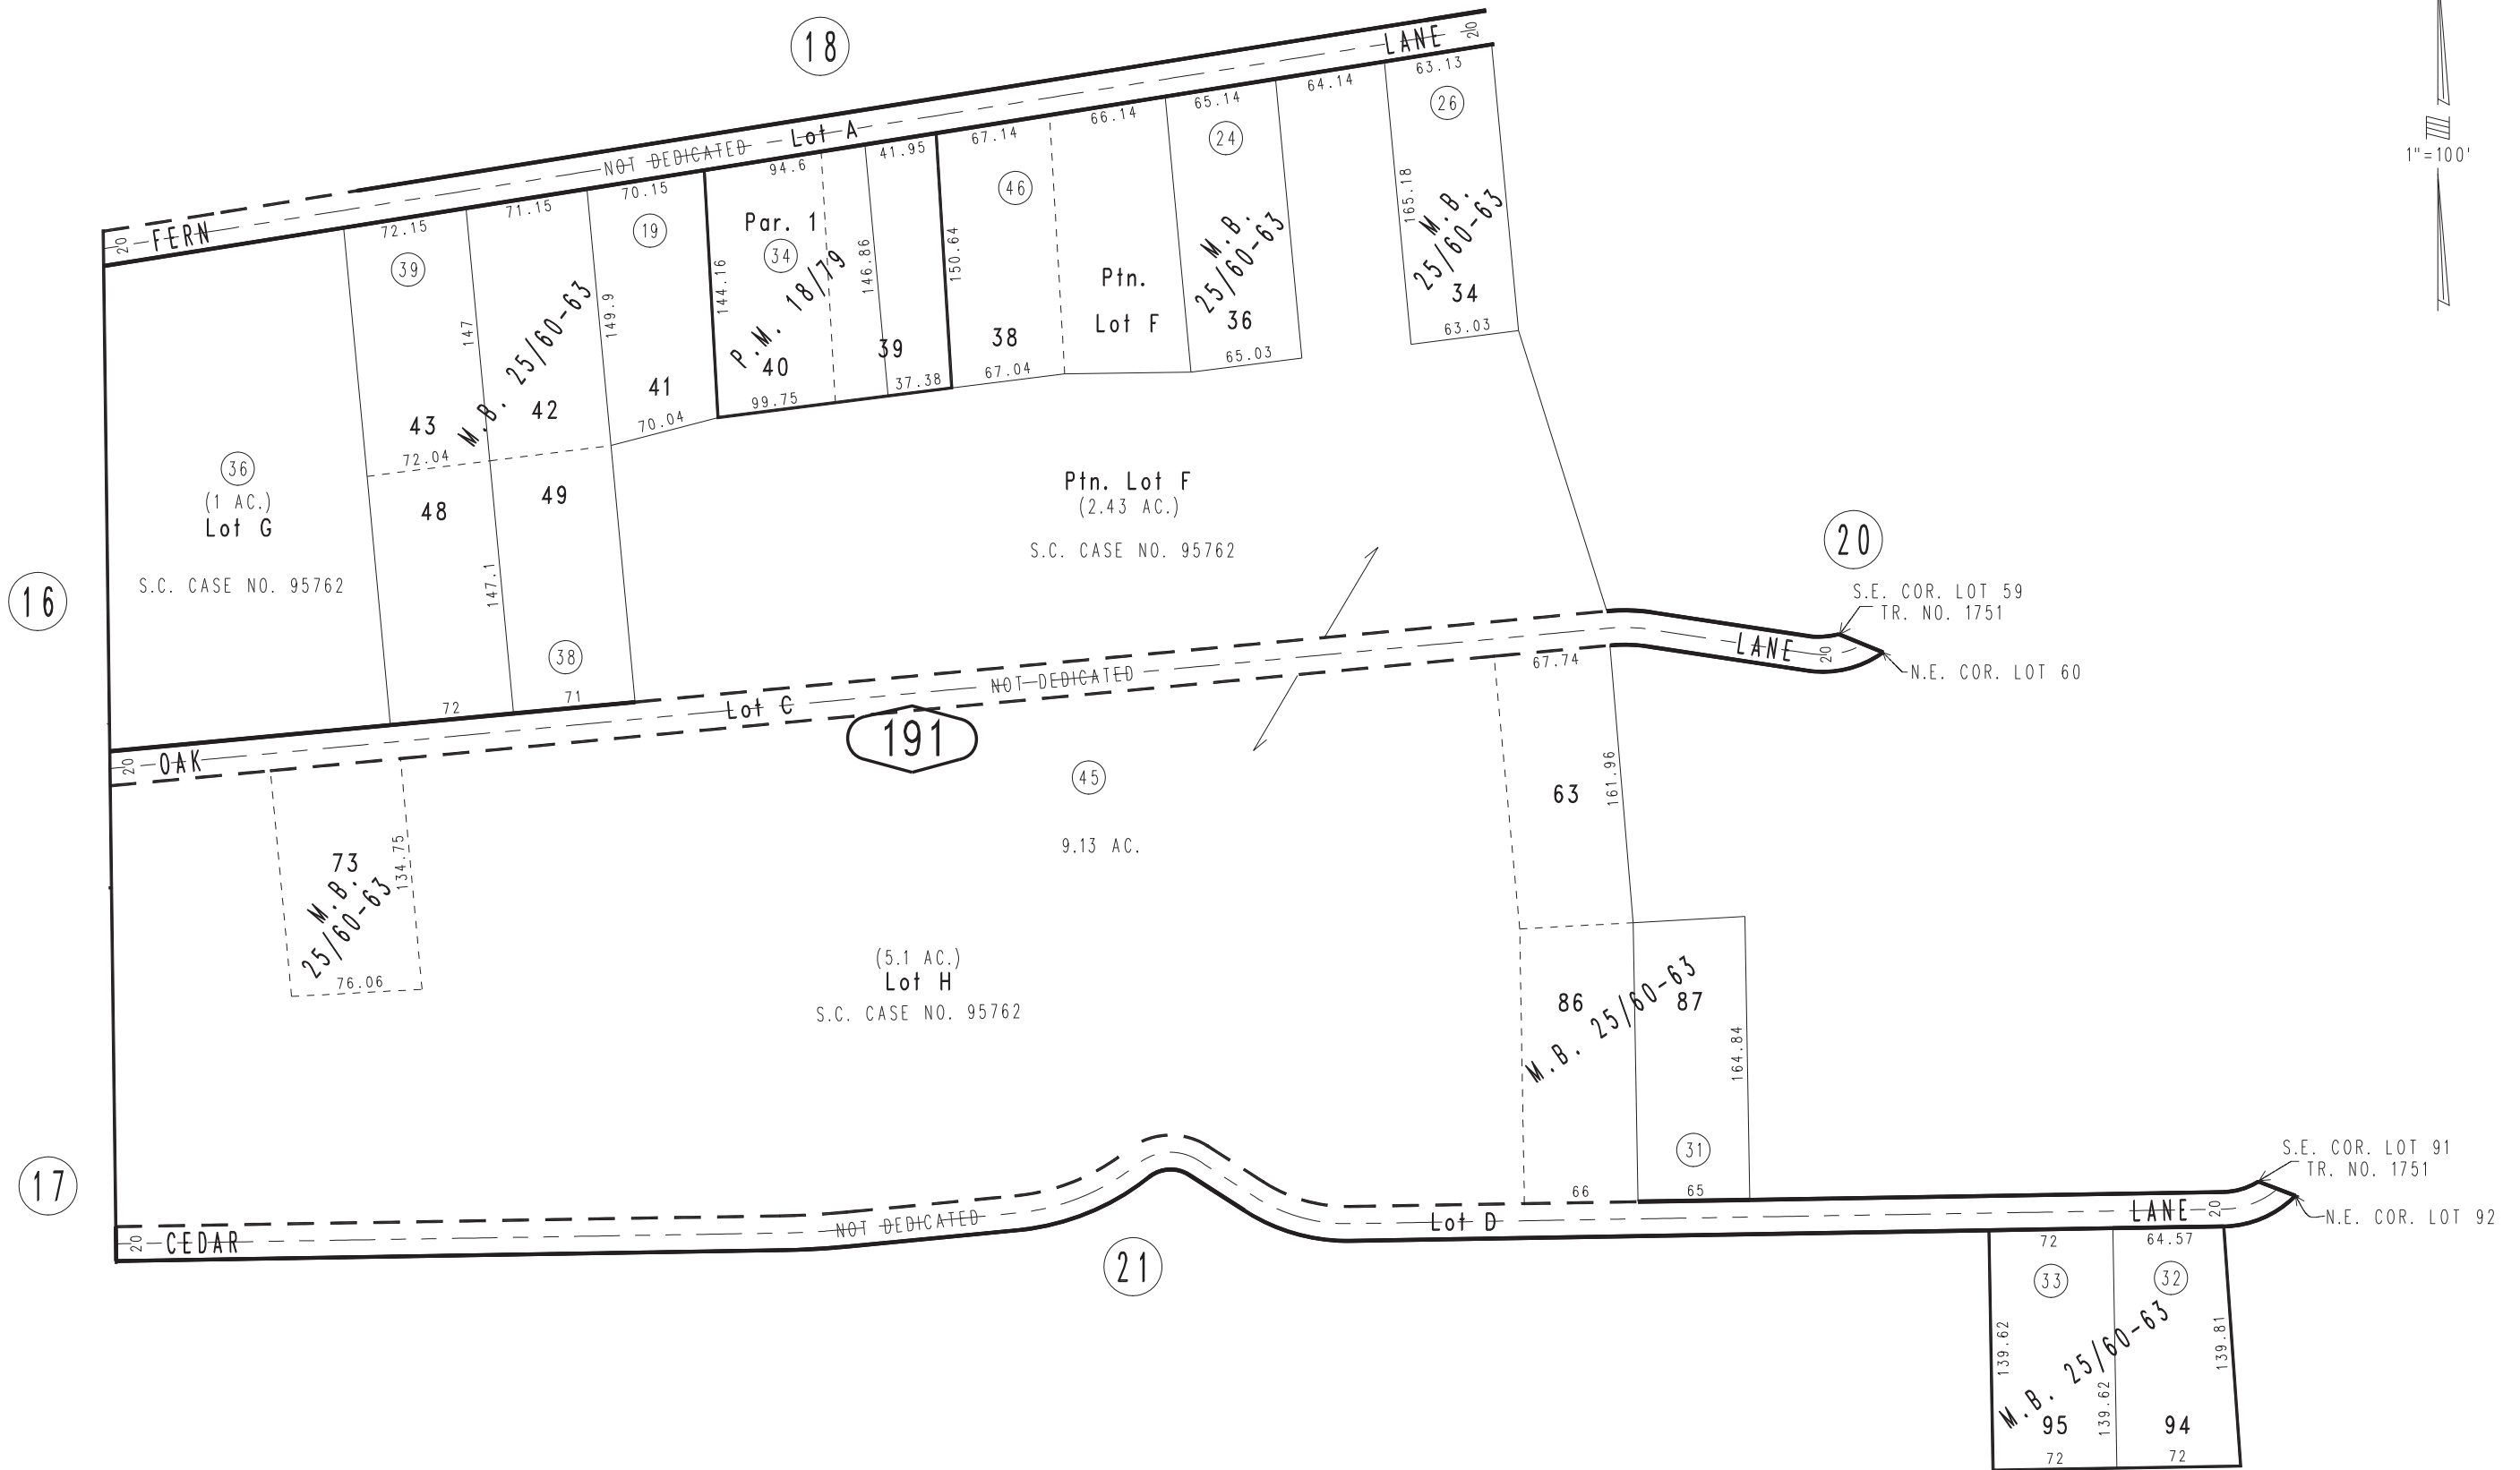 18
LANE
20
63.13
64.14
65.14
66.14
67.14
41.95
94.6
70.15
71.15
72.15
Lot A
NOT DEDICATED
20
FERN
1"=100'
39
19
Par. 1
34
P.M. 18/79
46
24
26
144.16
146.86
150.64
165.18
147
149.9
M.B. 25/60-63
M.B.
25/60-63
M.B.
25/60-63
Ptn.
Lot F
43
42
41
40
39
38
36
34
72.04
70.04
99.75
37.38
67.04
65.03
63.03
36
(1 AC.)
Lot G
S.C. CASE NO. 95762
48
49
147.1
38
72
71
Ptn. Lot F
(2.43 AC.)
S.C. CASE NO. 95762
16
20
S.E. COR. LOT 59
TR. NO. 1751
N.E. COR. LOT 60
LANE
20
67.74
NOT DEDICATED
Lot C
191
20
OAK
45
9.13 AC.
73
M.B.
25/60-63
134.75
76.06
63
161.96
(5.1 AC.)
Lot H
S.C. CASE NO. 95762
86
87
M.B. 25/60-63
164.84
31
66
65
17
S.E. COR. LOT 91
TR. NO. 1751
N.E. COR. LOT 92
LANE
20
Lot D
NOT DEDICATED
20
CEDAR
21
72
64.57
33
32
139.62
139.62
139.81
M.B. 25/60-63
95
94
72
72